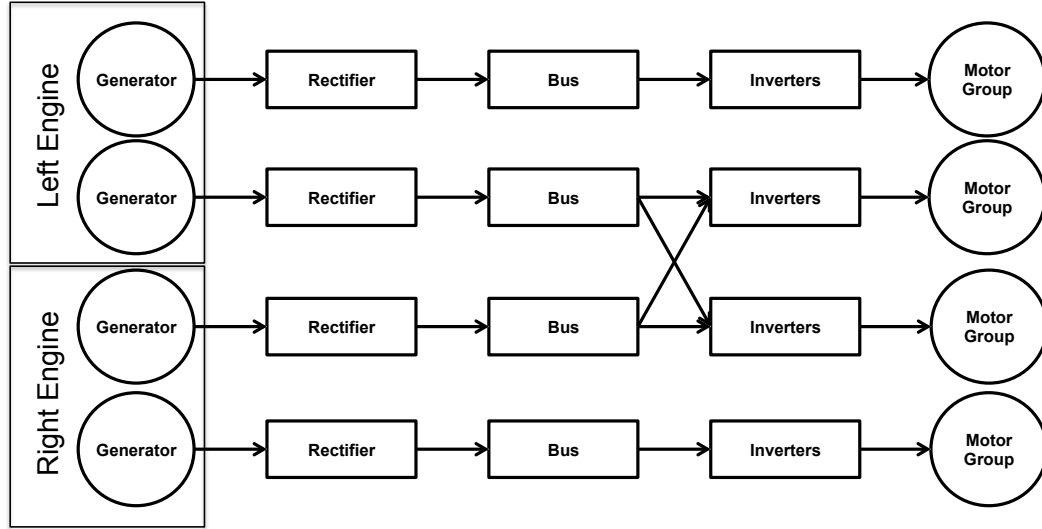 Left Engine
Generator
Rectifier
Bus
Inverters
Motor
Group
Generator
Rectifier
Bus
Inverters
Motor
Group
Right Engine
Generator
Rectifier
Bus
Inverters
Motor
Group
Generator
Rectifier
Bus
Inverters
Motor
Group